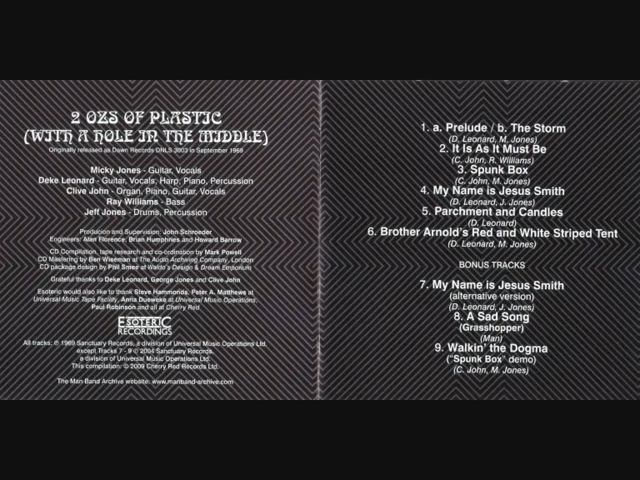 2 OZS OF PLASTIC
(WITH A HOLE IN THE MIDDLE)
Originally released as Dawn Records DNLS 3003 in September 1969
Micky Jones - Guitar, Vocals
Deke Leonard - Guitar, Vocals, Harp, Piano, Percussion
Clive John - Organ, Piano, Guitar, Vocals
Ray Williams - Bass
Jeff Jones - Drums, Percussion
Production and Supervision: John Schroeder
Engineers: Alan Florence, Brian Humphries and Howard Barrow
CD Compilation, tape research and co-ordination by Mark Powell
CD Mastering by Ben Wiseman at The Audio Archiving Company, London
CD package design by Phil Smee at Waldo's Design & Dream Emporium
Grateful thanks to Deke Leonard, George Jones and Clive John
Esoteric would also like to thank Steve Hammonds, Peter A. Matthews at
Universal Music Tape Facility, Anna Dueweke at Universal Music Operations,
Paul Robinson and all at Cherry Red
ESOTERIC
RECORDINGS
All tracks: ℗ 1969 Sanctuary Records, a division of Universal Music Operations Ltd.
except Tracks 7 - 9 ℗ 2004 Sanctuary Records.
a division of Universal Music Operations Ltd.
This compilation: © 2009 Cherry Red Records Ltd.
The Man Band Archive website: www.manband-archive.com
1. a. Prelude / b. The Storm
(D. Leonard, M. Jones)
2. It Is As It Must Be
(C. John, R. Williams)
3. Spunk Box
(C. John, M. Jones)
4. My Name is Jesus Smith
(D. Leonard, J. Jones)
5. Parchment and Candles
(D. Leonard)
6. Brother Arnold's Red and White Striped Tent
(D. Leonard, M. Jones)
BONUS TRACKS
7. My Name is Jesus Smith
(alternative version)
(D. Leonard, J. Jones)
8. A Sad Song
(Grasshopper)
(Man)
9. Walkin' the Dogma
("Spunk Box" demo)
(C. John, M. Jones)